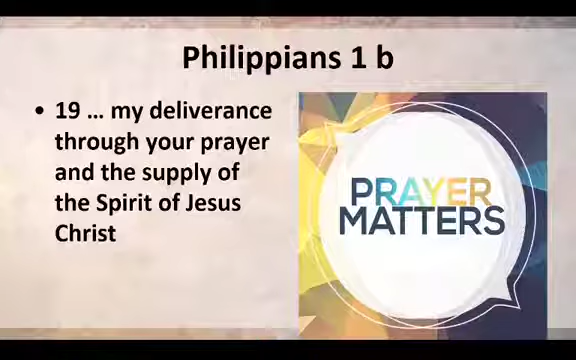 Philippians 1 b
• 19 ... my deliverance
through your prayer
and the supply of
the Spirit of Jesus
Christ
PRAYER
MATTERS